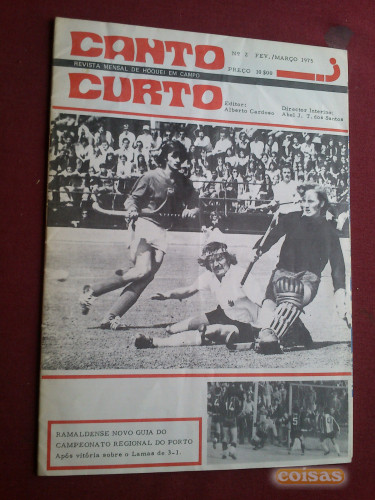 CANTO
Nº 2 FEV./MARÇO 1975
REVISTA MENSAL DE HÓQUEI EM CAMPO
PREÇO 10$00
CURTO
Editor:
Alberto Cardoso
Director Interino:
Abel J. T. dos Santos
RAMALDENSE NOVO GUIA DO
CAMPEONATO REGIONAL DO PORTO
Após vitória sobre o Lamas de 3-1.
coisas